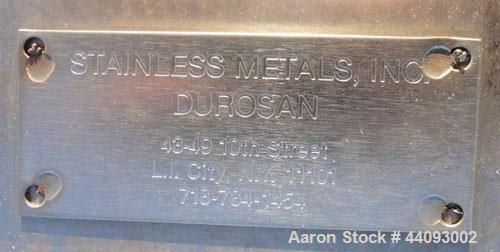 STAINLESS METALS, INC.
DUROSAN
43-49 10th Street
L.I. City, N.Y. 11101
718-784-1454
Aaron Stock # 44093002